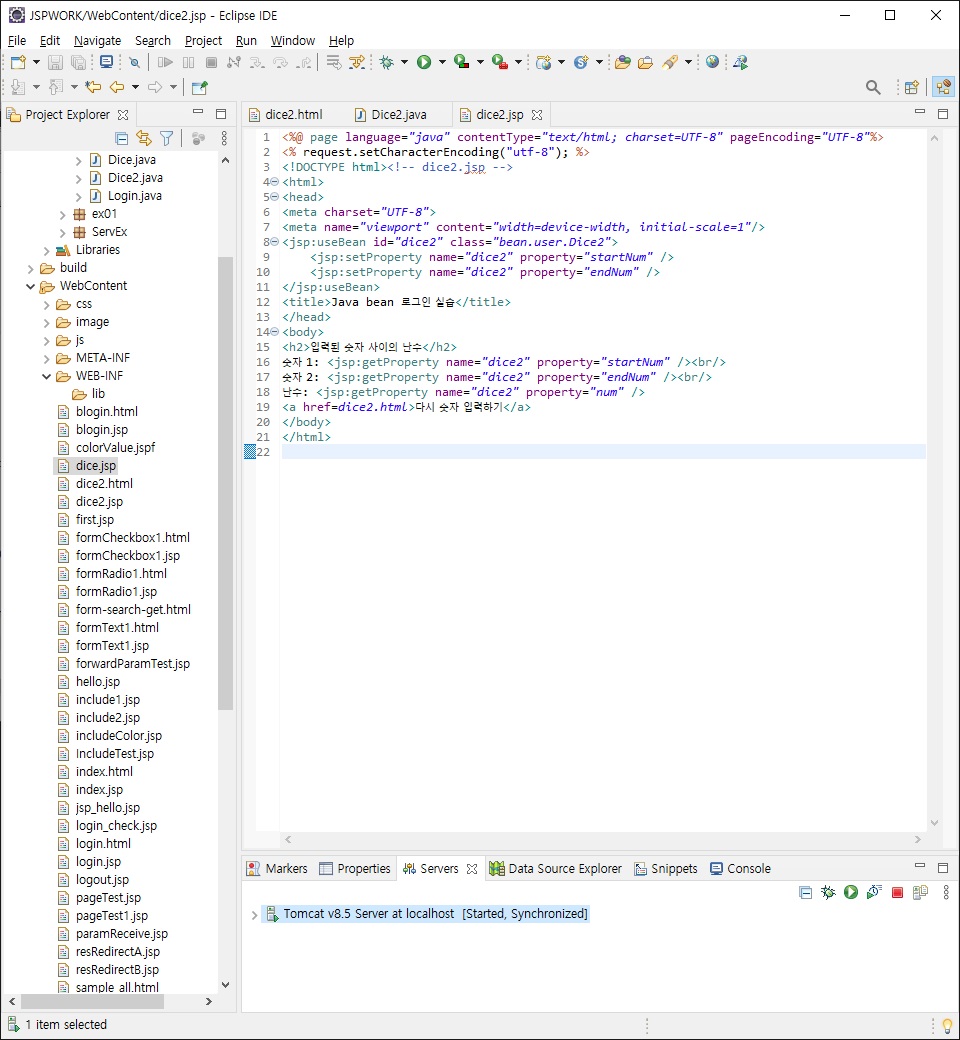 JSPWORK/WebContent/dice2.jsp - Eclipse IDE
File Edit Navigate Search Project Run Window Help
Project Explorer
Dice.java
Dice2.java
Login.java
ex01
ServEx
Libraries
build
WebContent
css
image
js
META-INF
WEB-INF
lib
blogin.html
blogin.jsp
colorValue.jspf
dice.jsp
dice2.html
dice2.jsp
first.jsp
formCheckbox1.html
formCheckbox1.jsp
formRadio1.html
formRadio1.jsp
form-search-get.html
formText1.html
formText1.jsp
forwardParamTest.jsp
hello.jsp
include1.jsp
include2.jsp
includeColor.jsp
IncludeTest.jsp
index.html
index.jsp
jsp_hello.jsp
login_check.jsp
login.html
login.jsp
logout.jsp
pageTest.jsp
pageTest1.jsp
paramReceive.jsp
resRedirectA.jsp
resRedirectB.jsp
sample_all.html
dice2.html Dice2.java dice2.jsp
1 <%@ page language="java" contentType="text/html; charset=UTF-8" pageEncoding="UTF-8"%>
2 <% request.setCharacterEncoding("utf-8"); %>
3 <!DOCTYPE html><!-- dice2.jsp -->
4 <html>
5 <head>
6 <meta charset="UTF-8">
7 <meta name="viewport" content="width=device-width, initial-scale=1"/>
8 <jsp:useBean id="dice2" class="bean.user.Dice2">
9 <jsp:setProperty name="dice2" property="startNum" />
10 <jsp:setProperty name="dice2" property="endNum" />
11 </jsp:useBean>
12 <title>Java bean 로그인 실습</title>
13 </head>
14 <body>
15 <h2>입력된 숫자 사이의 난수</h2>
16 숫자 1: <jsp:getProperty name="dice2" property="startNum" /><br/>
17 숫자 2: <jsp:getProperty name="dice2" property="endNum" /><br/>
18 난수: <jsp:getProperty name="dice2" property="num" />
19 <a href=dice2.html>다시 숫자 입력하기</a>
20 </body>
21 </html>
22
Markers Properties Servers Data Source Explorer Snippets Console
Tomcat v8.5 Server at localhost [Started, Synchronized]
1 item selected